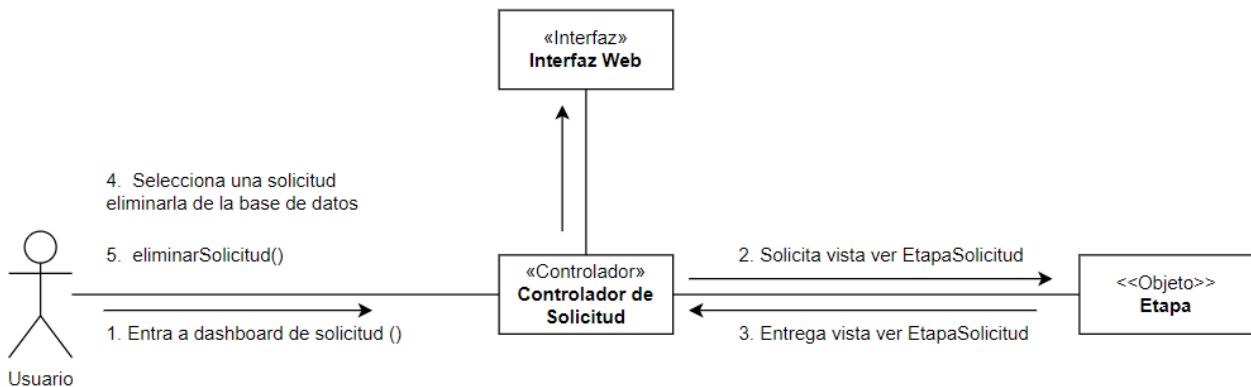 «Interfaz»
Interfaz Web
4.  Selecciona una solicitud
eliminarla de la base de datos
5.  eliminarSolicitud()
«Controlador»
Controlador de
Solicitud
2. Solicita vista ver EtapaSolicitud
<<Objeto>>
Etapa
1. Entra a dashboard de solicitud ()
3. Entrega vista ver EtapaSolicitud
Usuario